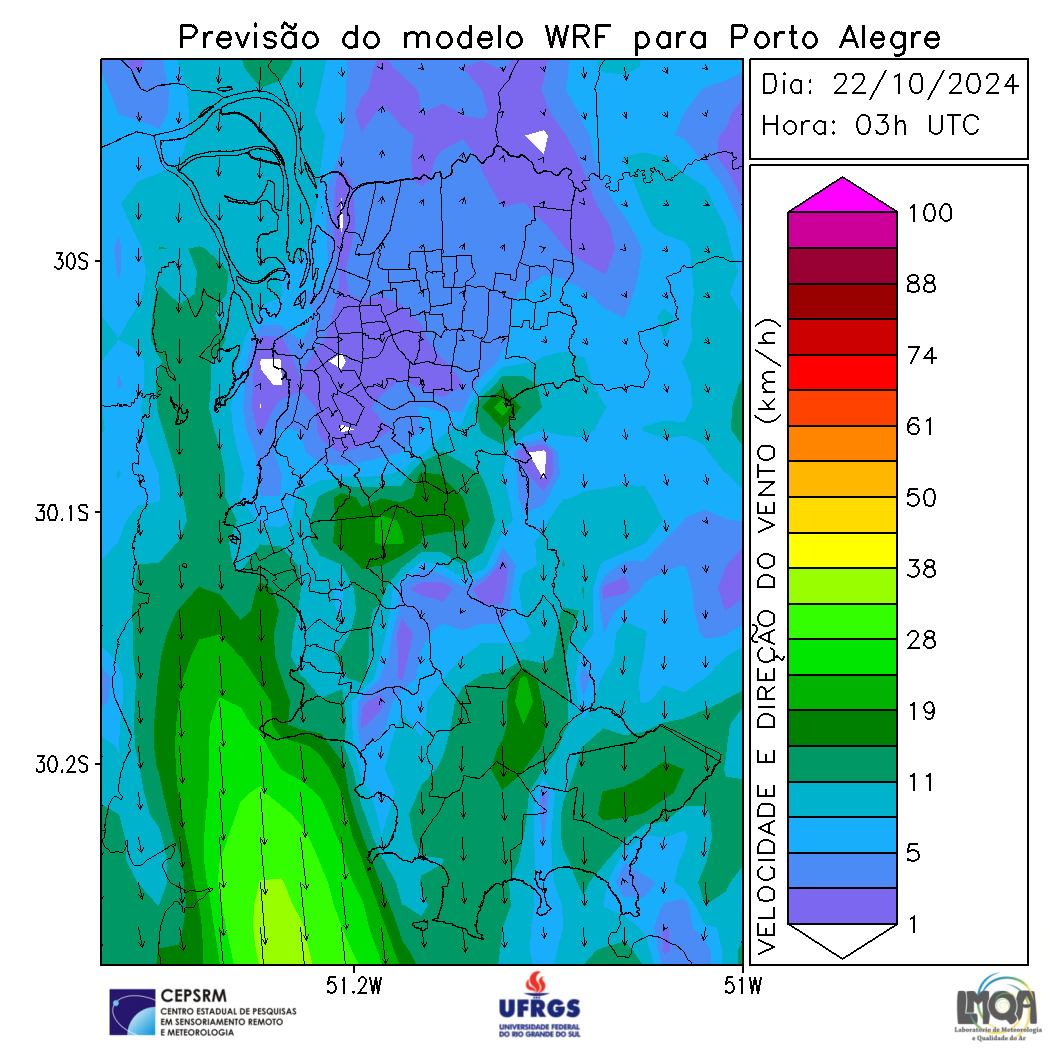 Previsão do modelo WRF para Porto Alegre
Dia: 22/10/2024
Hora: 03h UTC
30S
30.1S
30.2S
51.2W
51W
VELOCIDADE E DIREÇÃO DO VENTO (km/h)
100
88
74
61
50
38
28
19
11
5
1
CEPSRM
CENTRO ESTADUAL DE PESQUISAS
EM SENSORIAMENTO REMOTO
E METEOROLOGIA
UFRGS
UNIVERSIDADE FEDERAL
DO RIO GRANDE DO SUL
LMQA
Laboratório de Meteorologia
e Qualidade do Ar